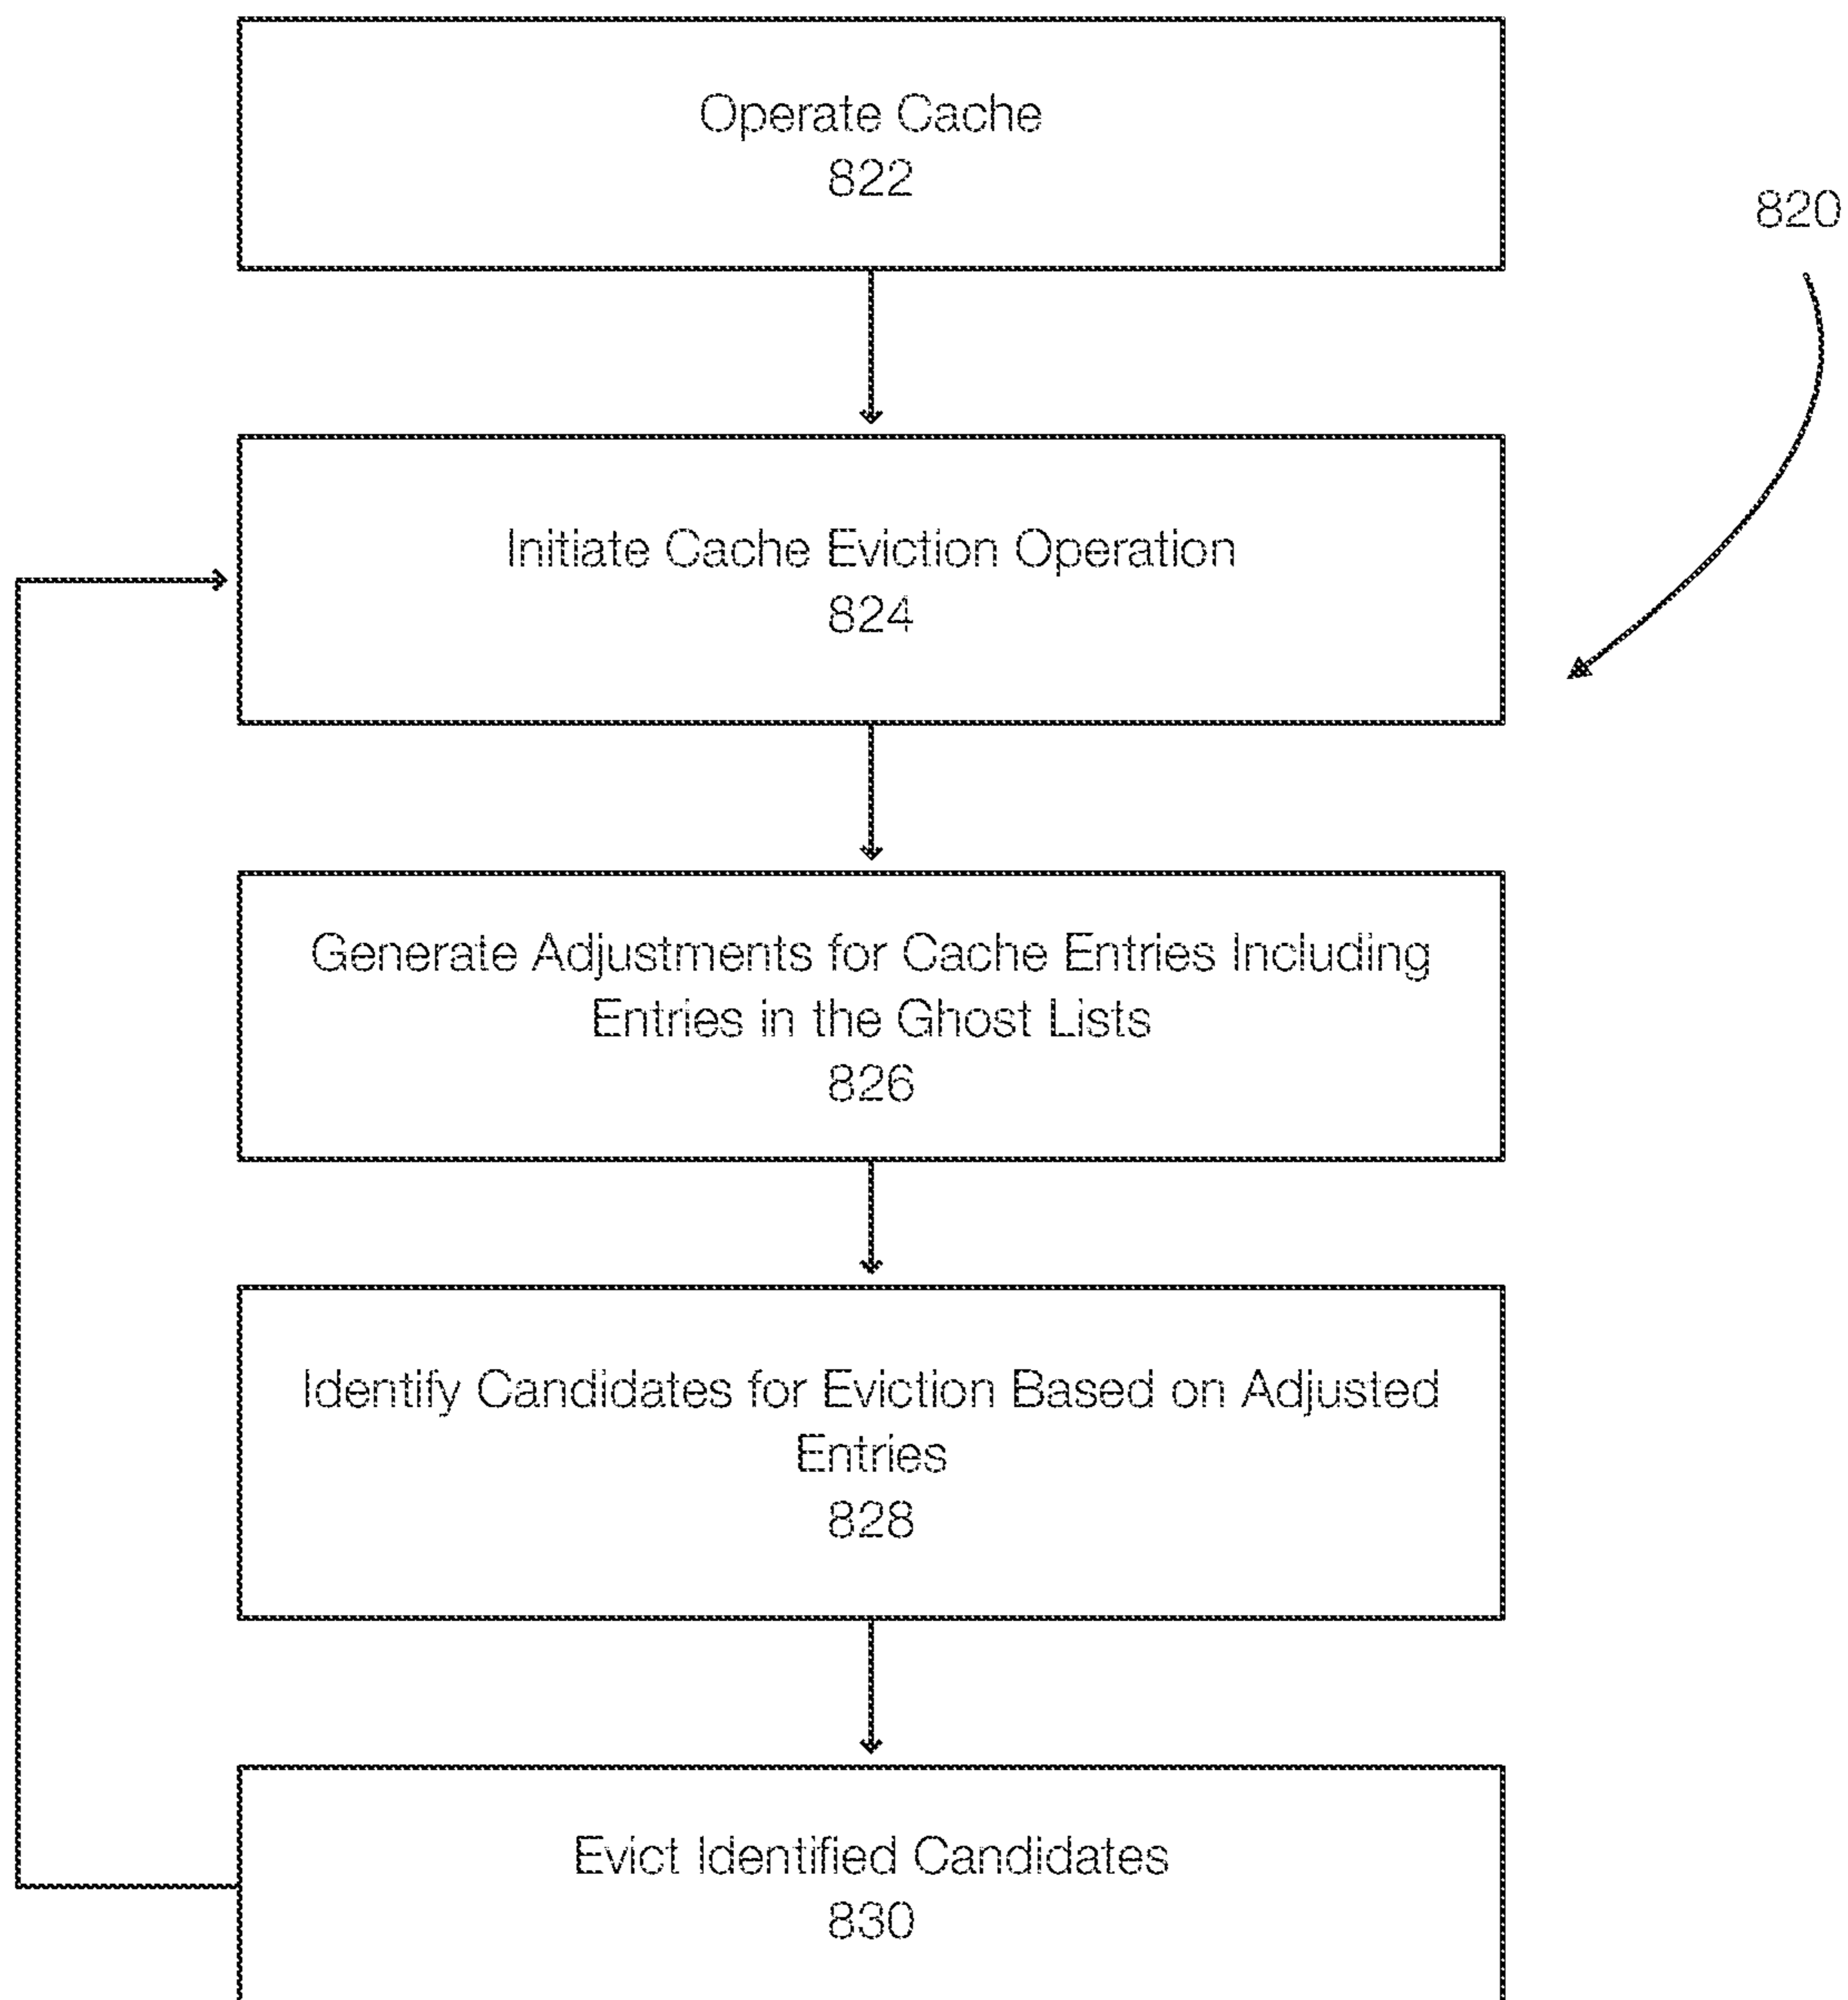 Operate Cache
822
820
Initiate Cache Eviction Operation
824
Generate Adjustments for Cache Entries Including
Entries in the Ghost Lists
826
Identify Candidates for Eviction Based on Adjusted
Entries
828
Evict Identified Candidates
830